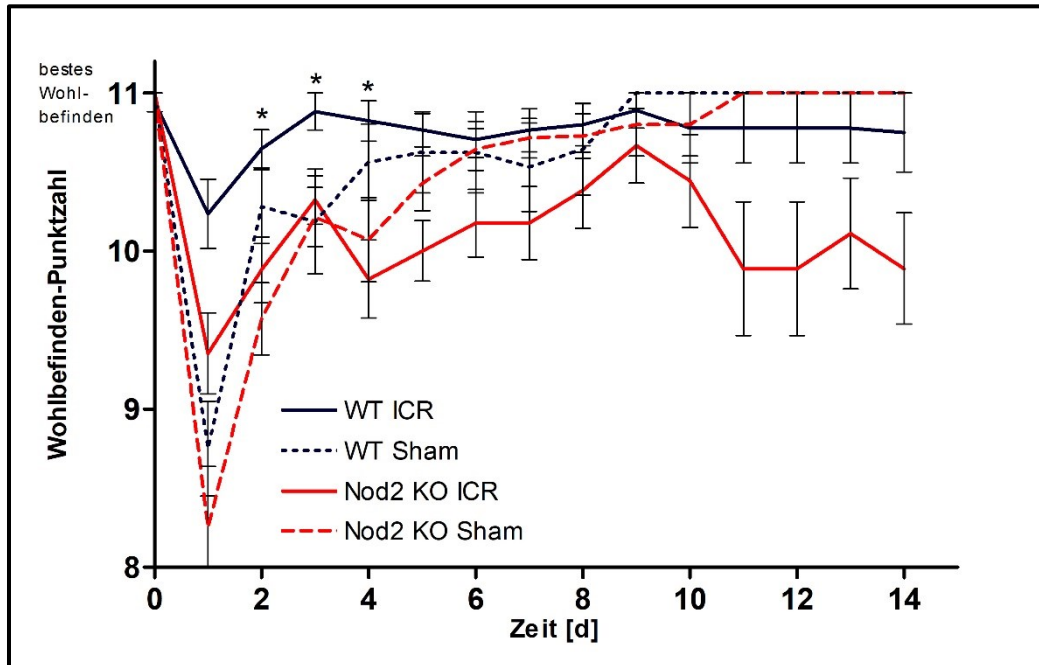 bestes
Wohl-
befinden
* * *
11
10
9
8
Wohlbefinden-Punktzahl
WT ICR
WT Sham
Nod2 KO ICR
Nod2 KO Sham
0 2 4 6 8 10 12 14
Zeit [d]